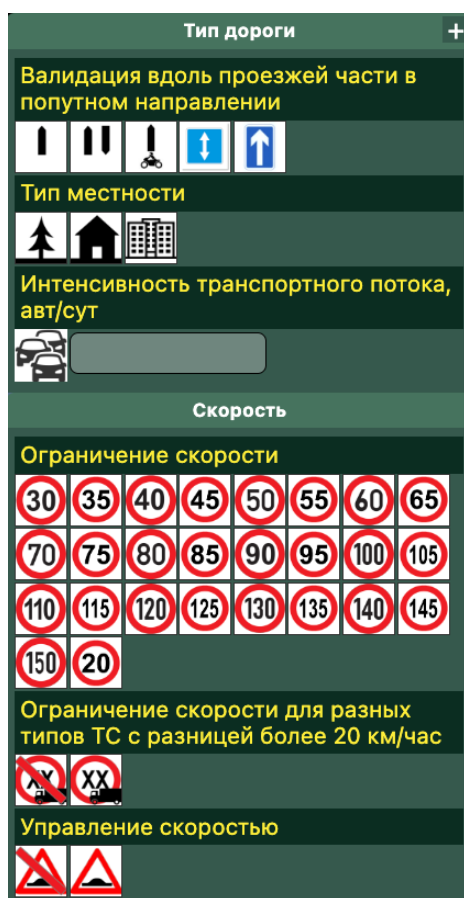 Тип дороги +
Валидация вдоль проезжей части в
попутном направлении
Тип местности
Интенсивность транспортного потока,
авт/сут
Скорость
Ограничение скорости
30 35 40 45 50 55 60 65
70 75 80 85 90 95 100 105
110 115 120 125 130 135 140 145
150 20
Ограничение скорости для разных
типов ТС с разницей более 20 км/час
XX XX
Управление скоростью